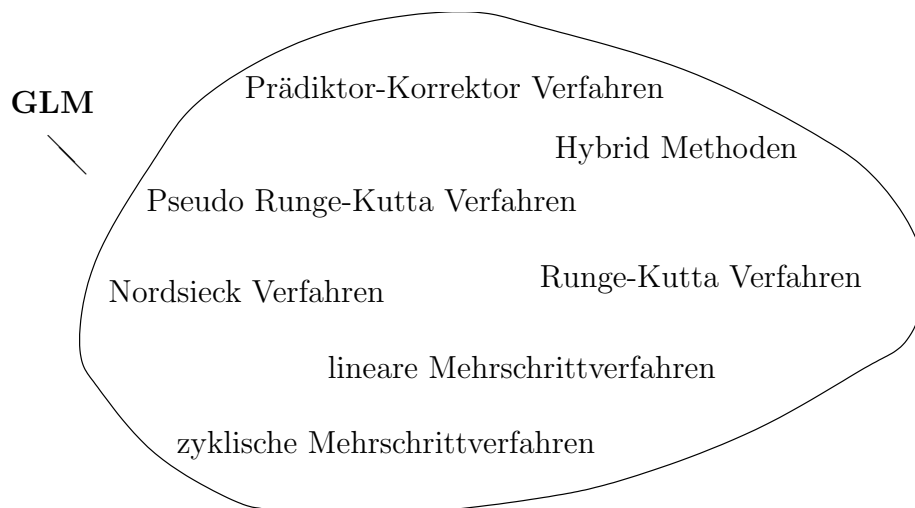 Prädiktor-Korrektor Verfahren
GLM
Hybrid Methoden
Pseudo Runge-Kutta Verfahren
Runge-Kutta Verfahren
Nordsieck Verfahren
lineare Mehrschrittverfahren
zyklische Mehrschrittverfahren